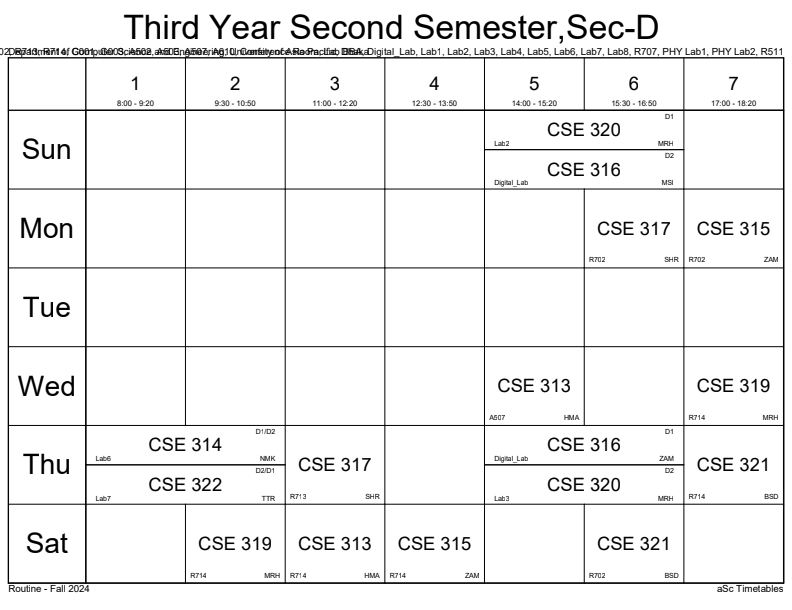 Third Year Second Semester,Sec-D
Digital_Lab, Lab1, Lab2, Lab3, Lab4, Lab5, Lab6, Lab7, Lab8, R707, PHY Lab1, PHY Lab2, R511
1 2 3 4 5 6 7
8:00 - 9:20 9:30 - 10:50 11:00 - 12:20 12:30 - 13:50 14:00 - 15:20 15:30 - 16:50 17:00 - 18:20
Sun
D1
CSE 320
Lab2 MRH
D2
CSE 316
Digital_Lab MSI
Mon
CSE 317
R702 SHR
CSE 315
R702 ZAM
Tue
Wed
CSE 313
A507 HMA
CSE 319
R714 MRH
Thu
D1/D2
CSE 314
Lab6 NMK
D2/D1
CSE 322
Lab7 TTR
CSE 317
R713 SHR
D1
CSE 316
Digital_Lab ZAM
D2
CSE 320
Lab3 MRH
CSE 321
R714 BSD
Sat
CSE 319
R714 MRH
CSE 313
R714 HMA
CSE 315
R714 ZAM
CSE 321
R702 BSD
Routine - Fall 2024
aSc Timetables